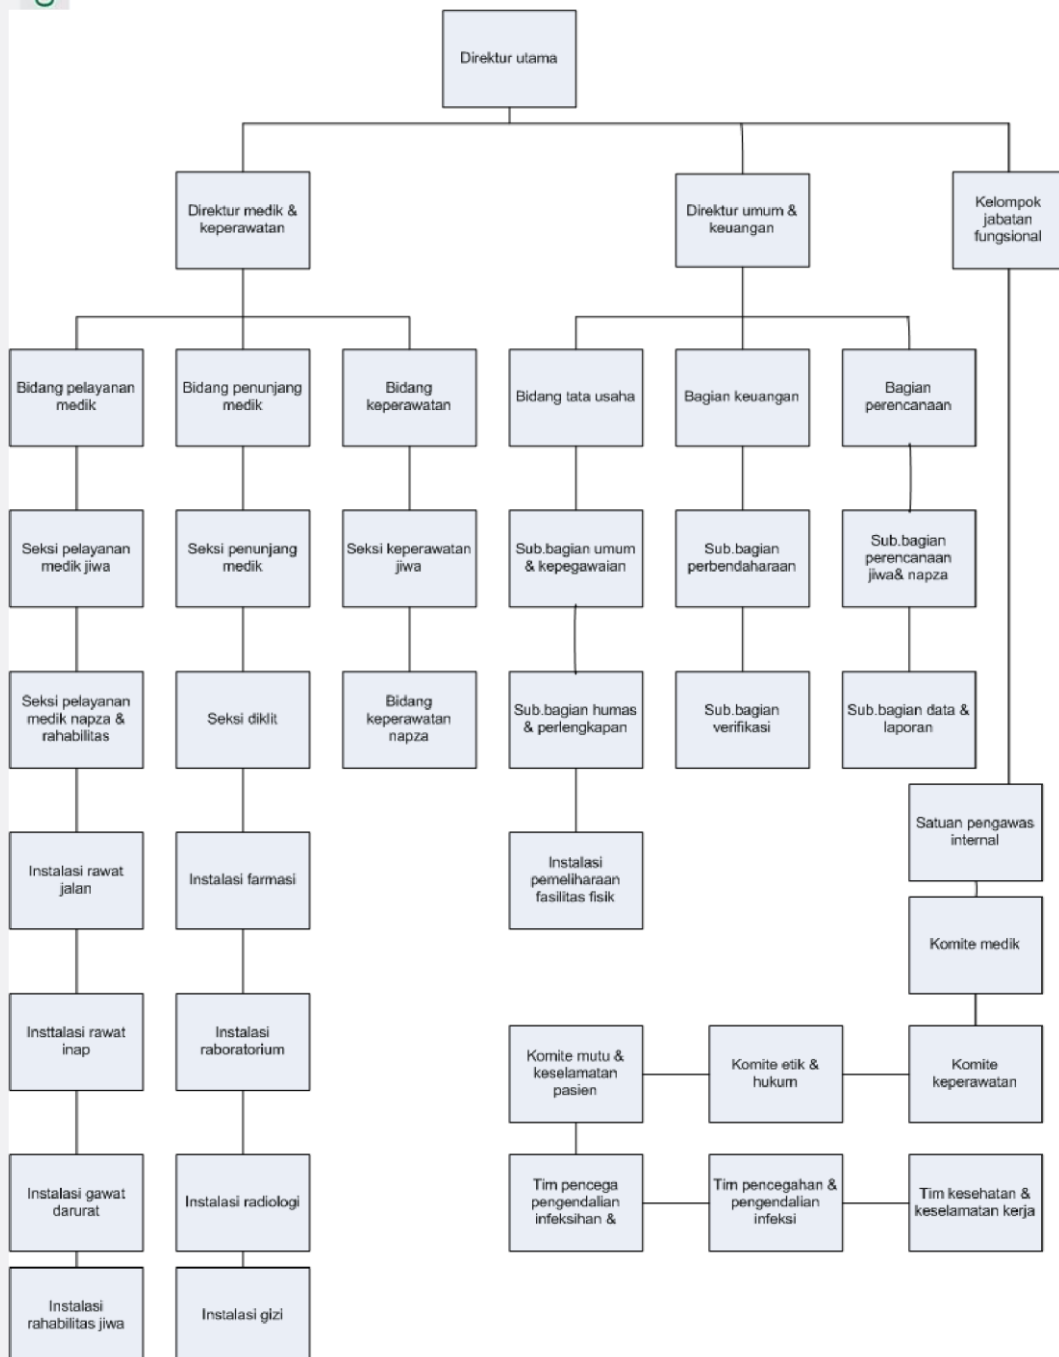 Direktur utama
Direktur medik &
keperawatan
Direktur umum &
keuangan
Kelompok
jabatan
fungsional
Bidang pelayanan
medik
Bidang penunjang
medik
Bidang
keperawatan
Bidang tata usaha
Bagian keuangan
Bagian
perencanaan
Seksi pelayanan
medik jiwa
Seksi penunjang
medik
Seksi keperawatan
jiwa
Sub.bagian umum
& kepegawaian
Sub.bagian
perbendaharaan
Sub.bagian
perencanaan
jiwa& napza
Seksi pelayanan
medik napza &
rahabilitas
Seksi diklit
Bidang
keperawatan
napza
Sub.bagian humas
& perlengkapan
Sub.bagian
verifikasi
Sub.bagian data &
laporan
Satuan pengawas
internal
Instalasi rawat
jalan
Instalasi farmasi
Instalasi
pemeliharaan
fasilitas fisik
Komite medik
Insttalasi rawat
inap
Instalasi
raboratorium
Komite mutu &
keselamatan
pasien
Komite etik &
hukum
Komite
keperawatan
Instalasi gawat
darurat
Instalasi radiologi
Tim pencega
pengendalian
infeksihan &
Tim pencegahan &
pengendalian
infeksi
Tim kesehatan &
keselamatan kerja
Instalasi
rahabilitas jiwa
Instalasi gizi